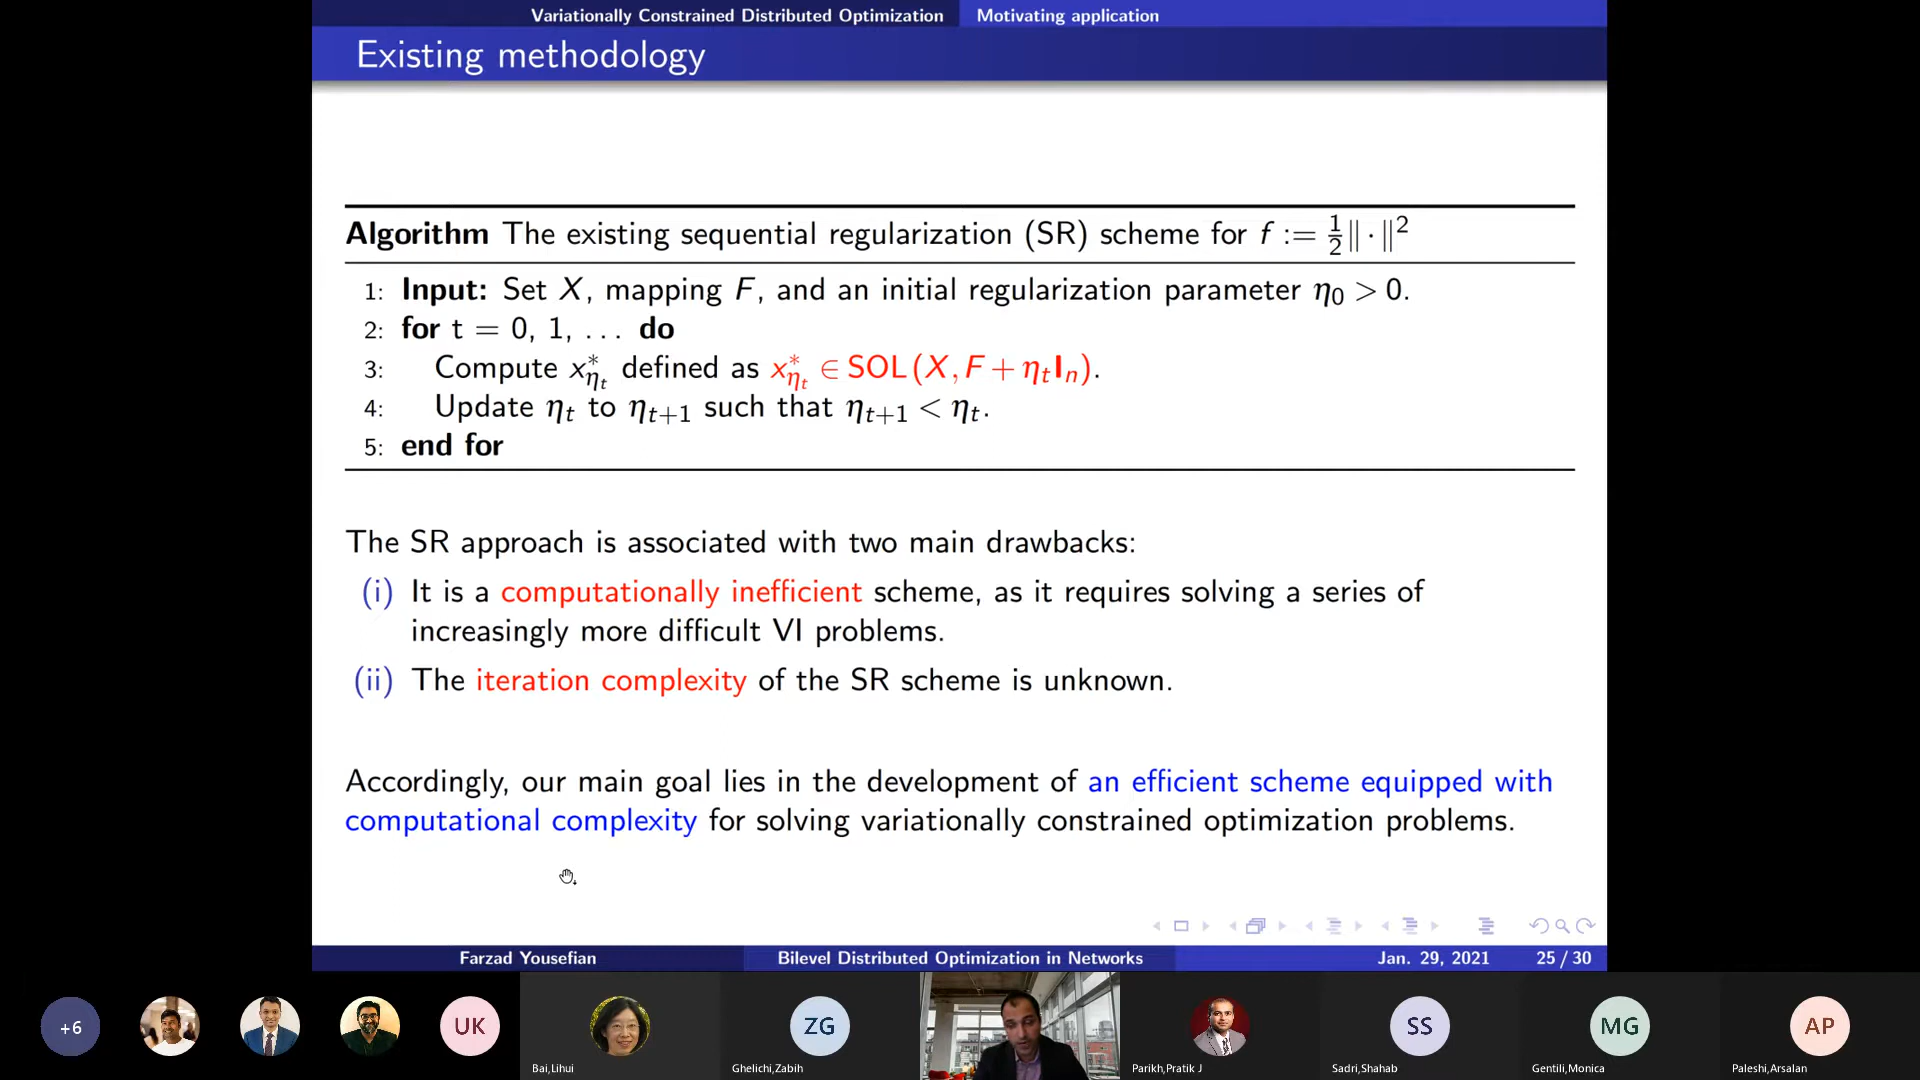 Variationally Constrained Distributed Optimization Motivating application
Existing methodology
Algorithm The existing sequential regularization (SR) scheme for f := 1/2‖ · ‖²
1: Input: Set X, mapping F, and an initial regularization parameter η₀ > 0.
2: for t = 0, 1, … do
3: Compute x*_{η_t} defined as x*_{η_t} ∈ SOL(X, F + η_t I_n).
4: Update η_t to η_{t+1} such that η_{t+1} < η_t.
5: end for
The SR approach is associated with two main drawbacks:
(i) It is a computationally inefficient scheme, as it requires solving a series of
increasingly more difficult VI problems.
(ii) The iteration complexity of the SR scheme is unknown.
Accordingly, our main goal lies in the development of an efficient scheme equipped with
computational complexity for solving variationally constrained optimization problems.
Farzad Yousefian Bilevel Distributed Optimization in Networks Jan. 29, 2021 25 / 30
+6 UK ZG SS MG AP
Bai,Lihui Ghelichi,Zabih Parikh,Pratik J Sadri,Shahab Gentili,Monica Paleshi,Arsalan